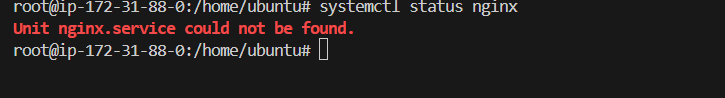 root@ip-172-31-88-0:/home/ubuntu# systemctl status nginx
Unit nginx.service could not be found.
root@ip-172-31-88-0:/home/ubuntu#